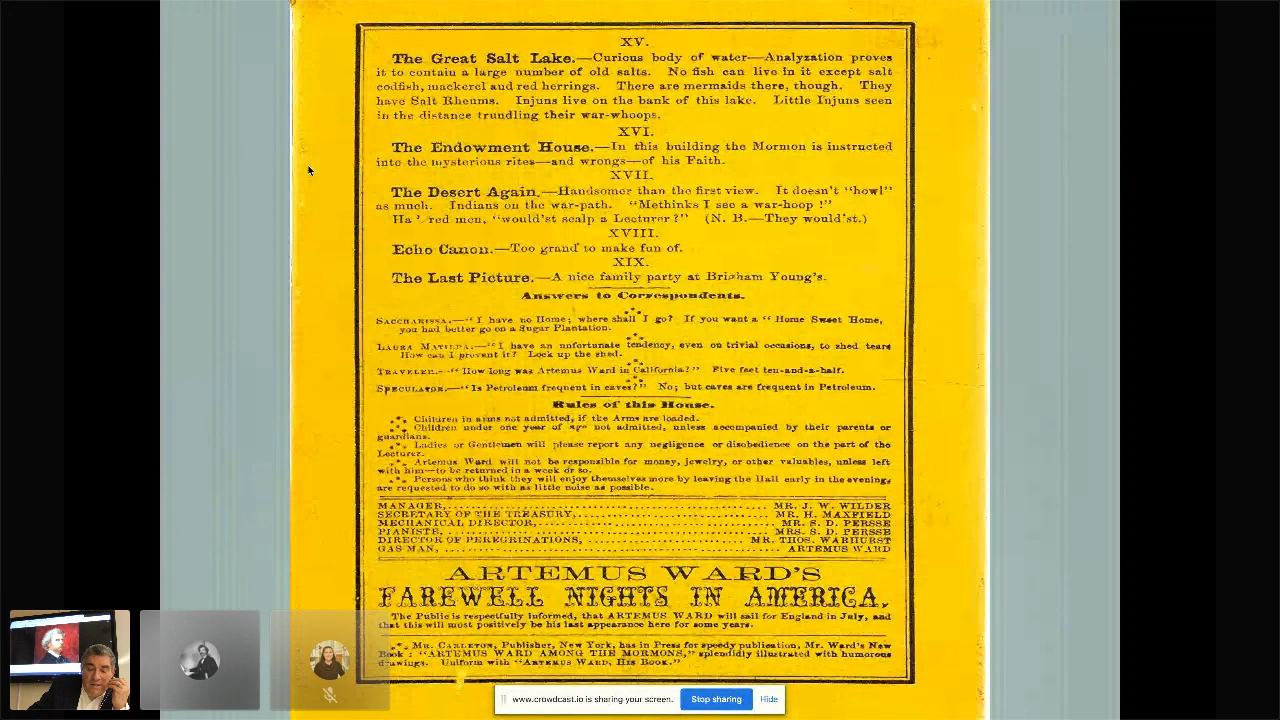 XV.
The Great Salt Lake.—Curious body of water—Analyzation proves
it to contain a large number of old salts. No fish can live in it except salt
codfish, mackerel and red herrings. There are mermaids there, though. They
have Salt Rheums. Injuns live on the bank of this lake. Little Injuns seen
in the distance trundling their war-whoops.
XVI.
The Endowment House.—In this building the Mormon is instructed
into the mysterious rites—and wrongs—of his Faith.
XVII.
The Desert Again.—Handsomer than the first view. It doesn't "howl"
as much. Indians on the war-path. "Methinks I see a war-hoop !"
Ha ! red men, "would'st scalp a Lecturer?" (N. B.—They would'st.)
XVIII.
Echo Canon.—Too grand to make fun of.
XIX.
The Last Picture.—A nice family party at Brigham Young's.
Answers to Correspondents.
SACCHARISSA.—"I have no Home; where shall I go? If you want a "Home Sweet Home,
you had better go on a Sugar Plantation.
LAURA MATILDA.—"I have an unfortunate tendency, even on trivial occasions, to shed tears
How can I prevent it? Lock up the shed.
TRAVELER.—"How long was Artemus Ward in California?" Five feet ten-and-a-half.
SPECULATOR.—"Is Petroleum frequent in caves?" No; but caves are frequent in Petroleum.
Rules of this House.
Children in arms not admitted, if the Arms are loaded.
Children under one year of age not admitted, unless accompanied by their parents or
guardians.
Ladies or Gentlemen will please report any negligence or disobedience on the part of the
Lecturer.
Artemus Ward will not be responsible for money, jewelry, or other valuables, unless left
with him—to be returned in a week or so.
Persons who think they will enjoy themselves more by leaving the Hall early in the evening,
are requested to do so with as little noise as possible.
MANAGER, MR. J. W. WILDER
SECRETARY OF THE TREASURY, MR. H. MAXFIELD
MECHANICAL DIRECTOR, MR. S. D. PERSSE
PIANISTE, MRS. S. D. PERSSE
DIRECTOR OF PEREGRINATIONS, MR. THOS. WARHURST
GAS MAN, ARTEMUS WARD
ARTEMUS WARD'S
FAREWELL NIGHTS IN AMERICA,
The Public is respectfully informed, that ARTEMUS WARD will sail for England in July, and
that this will most positively be his last appearance here for some years.
MR. CARLETON, Publisher, New York, has in Press for speedy publication, Mr. Ward's New
Book : "ARTEMUS WARD AMONG THE MORMONS," splendidly illustrated with humorous
drawings. Uniform with "ARTEMUS WARD, HIS BOOK."
www.crowdcast.io is sharing your screen. Stop sharing Hide